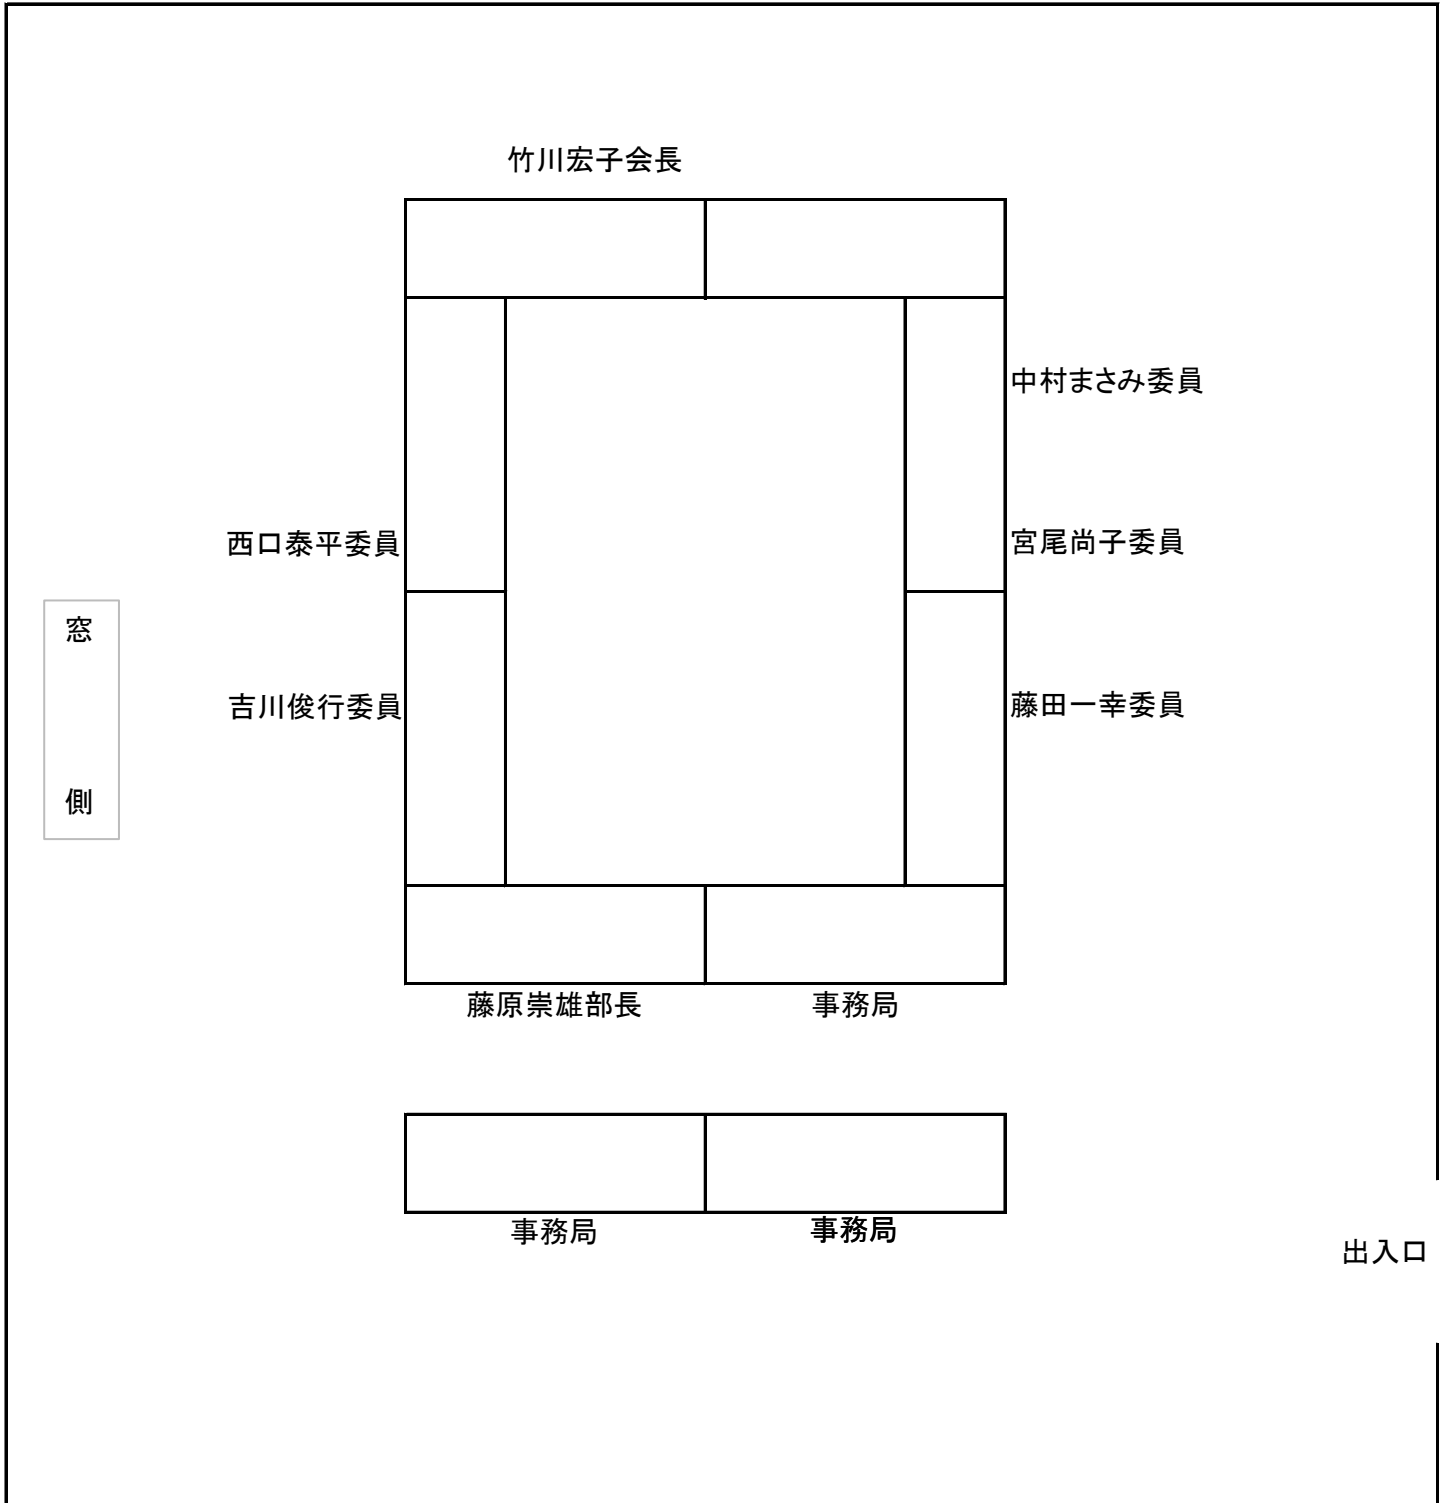 竹川宏子会長
中村まさみ委員
西口泰平委員
宮尾尚子委員
窓
側
吉川俊行委員
藤田一幸委員
藤原崇雄部長
事務局
事務局
事務局
出入口